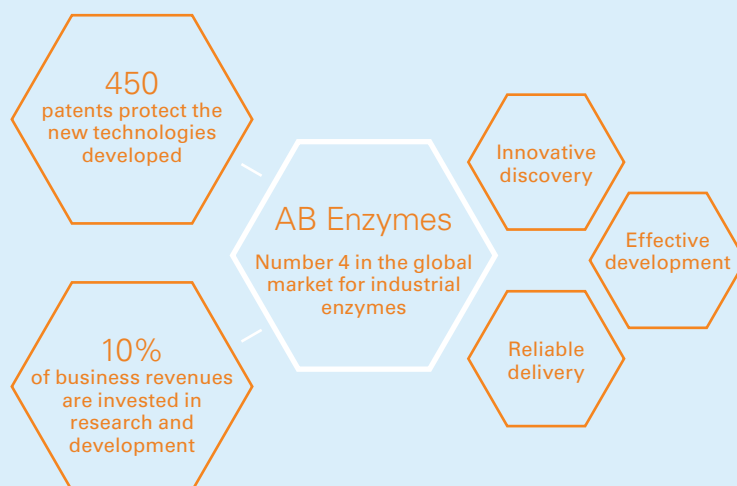 450
patents protect the
new technologies
developed
AB Enzymes
Number 4 in the global
market for industrial
enzymes
Innovative
discovery
Effective
development
Reliable
delivery
10%
of business revenues
are invested in
research and
development